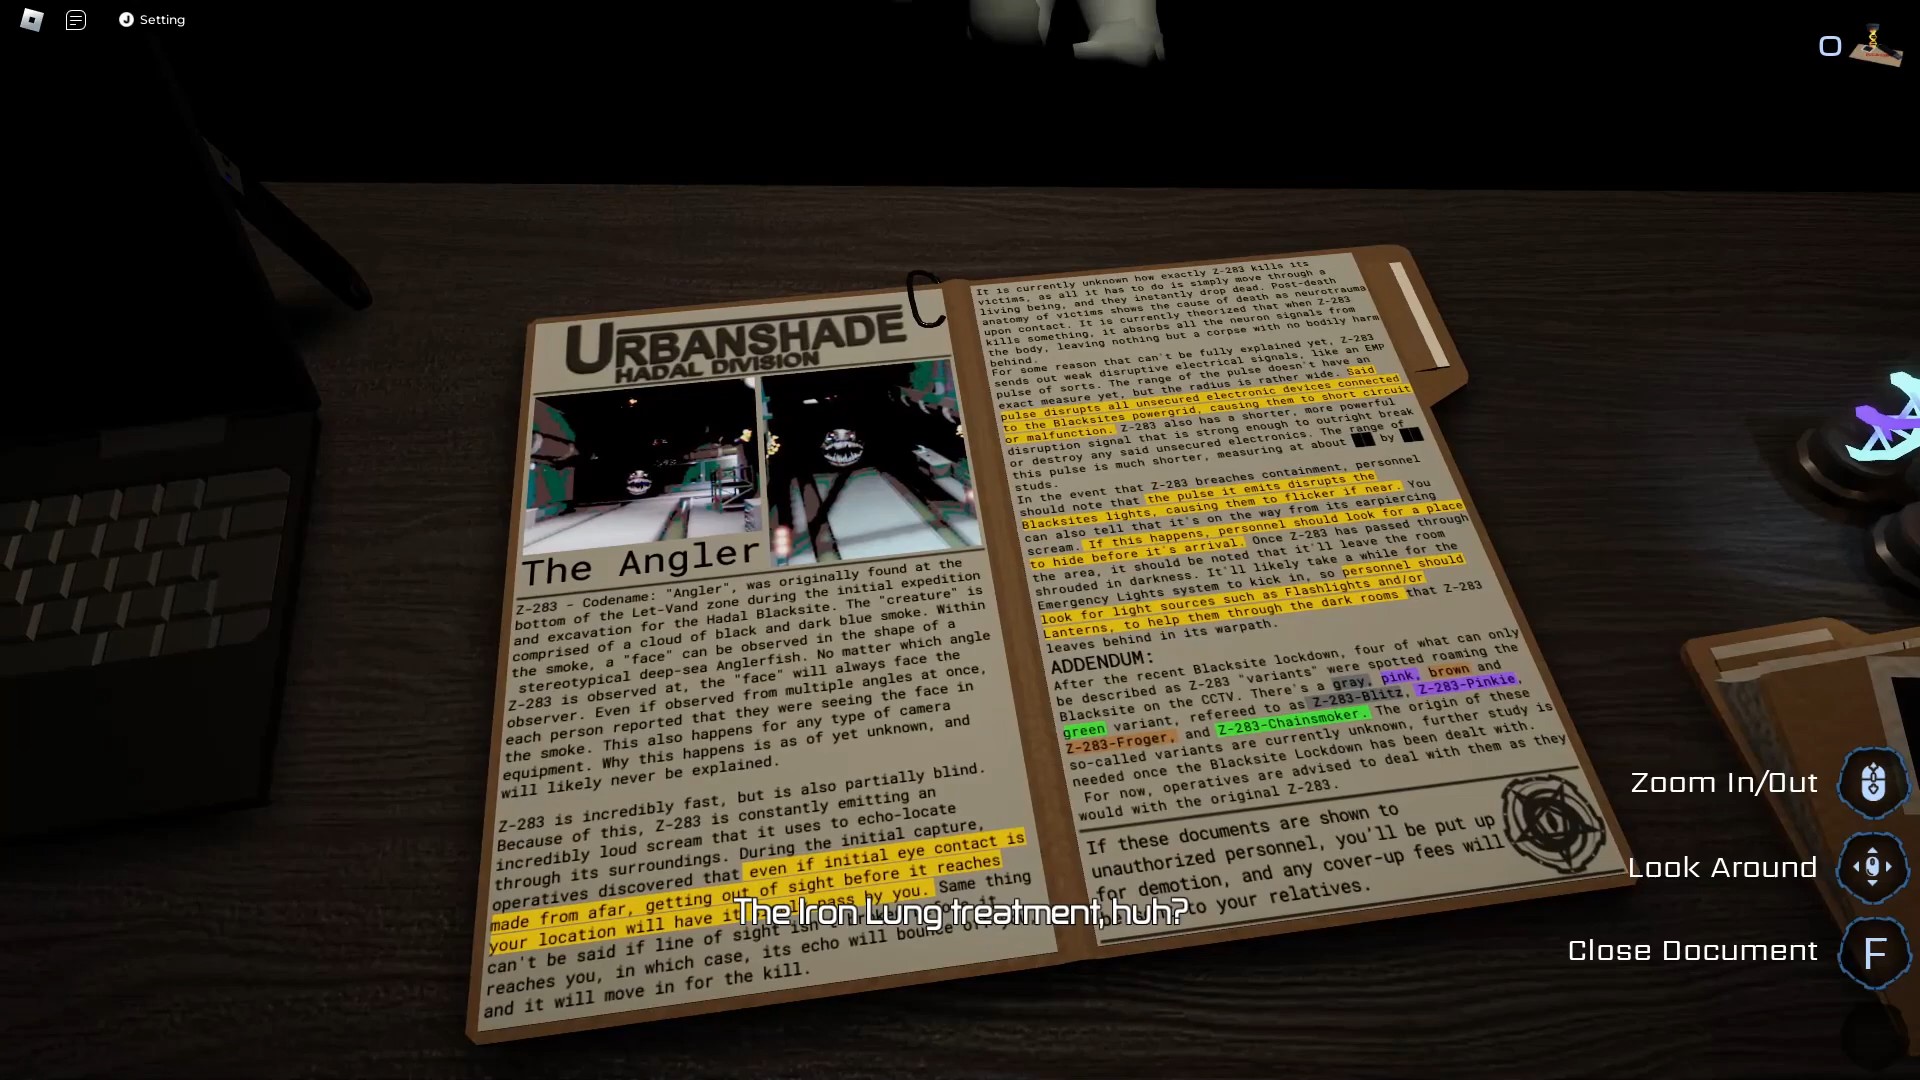 Setting
URBANSHADE
HADAL DIVISION
The Angler
Z-283 - Codename: "Angler", was originally found at the
bottom of the Let-Vand zone during the initial expedition
and excavation for the Hadal Blacksite. The "creature" is
comprised of a cloud of black and dark blue smoke. Within
the smoke, a "face" can be observed in the shape of a
stereotypical deep-sea Anglerfish. No matter which angle
Z-283 is observed at, the "face" will always face the
observer. Even if observed from multiple angles at once,
each person reported that they were seeing the face in
the smoke. This also happens for any type of camera
equipment. Why this happens is as of yet unknown, and
will likely never be explained.
Z-283 is incredibly fast, but is also partially blind.
Because of this, Z-283 is constantly emitting an
incredibly loud scream that it uses to echo-locate
through its surroundings. During the initial capture,
operatives discovered that even if initial eye contact is
made from afar, getting out of sight before it reaches
your location will have it pass by you. Same thing
can't be said if line of sight isn't before it
reaches you, in which case, its echo will bounce off
and it will move in for the kill.
It is currently unknown how exactly Z-283 kills its
victims, as all it has to do is simply move through a
living being, and they instantly drop dead. Post-death
anatomy of victims shows the cause of death as neurotrauma
upon contact. It is currently theorized that when Z-283
kills something, it absorbs all the neuron signals from
the body, leaving nothing but a corpse with no bodily harm
behind.
For some reason that can't be fully explained yet, Z-283
sends out weak disruptive electrical signals, like an EMP
pulse of sorts. The range of the pulse doesn't have an
exact measure yet, but the radius is rather wide. Said
pulse disrupts all unsecured electronic devices connected
to the Blacksites powergrid, causing them to short circuit
or malfunction. Z-283 also has a shorter, more powerful
disruption signal that is strong enough to outright break
or destroy any said unsecured electronics. The range of
this pulse is much shorter, measuring at about by
studs.
In the event that Z-283 breaches containment, personnel
should note that the pulse it emits disrupts the
Blacksites lights, causing them to flicker if near. You
can also tell that it's on the way from its earpiercing
scream. If this happens, personnel should look for a place
to hide before it's arrival. Once Z-283 has passed through
the area, it should be noted that it'll leave the room
shrouded in darkness. It'll likely take a while for the
Emergency Lights system to kick in, so personnel should
look for light sources such as Flashlights and/or
Lanterns, to help them through the dark rooms that Z-283
leaves behind in its warpath.
ADDENDUM:
After the recent Blacksite lockdown, four of what can only
be described as Z-283 "variants" were spotted roaming the
Blacksite on the CCTV. There's a gray, pink, brown and
green variant, refereed to as Z-283-Blitz, Z-283-Pinkie,
Z-283-Froger, and Z-283-Chainsmoker. The origin of these
so-called variants are currently unknown, further study is
needed once the Blacksite Lockdown has been dealt with.
For now, operatives are advised to deal with them as they
would with the original Z-283.
If these documents are shown to
unauthorized personnel, you'll be put up
for demotion, and any cover-up fees will
to your relatives.
The Iron Lung treatment, huh?
Zoom In/Out
Look Around
Close Document F